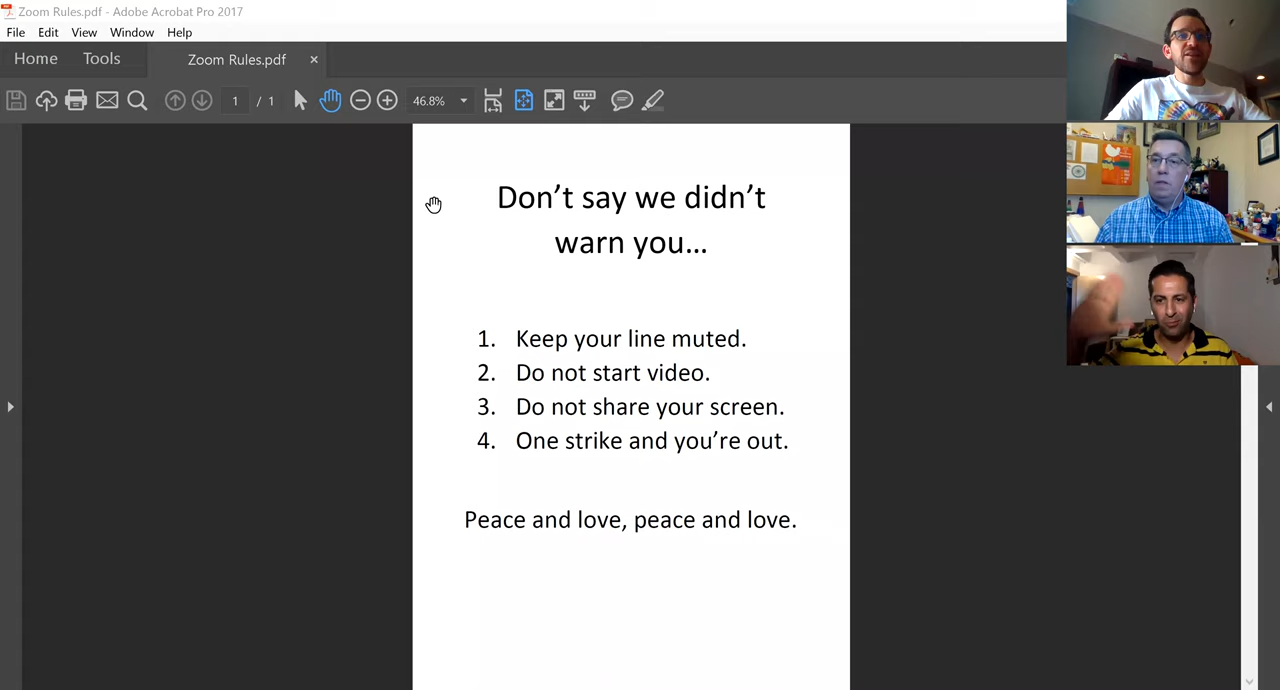 Zoom Rules.pdf - Adobe Acrobat Pro 2017
File Edit View Window Help
Home Tools Zoom Rules.pdf ×
1 / 1 46.8%
Don't say we didn't
warn you...
1. Keep your line muted.
2. Do not start video.
3. Do not share your screen.
4. One strike and you're out.
Peace and love, peace and love.